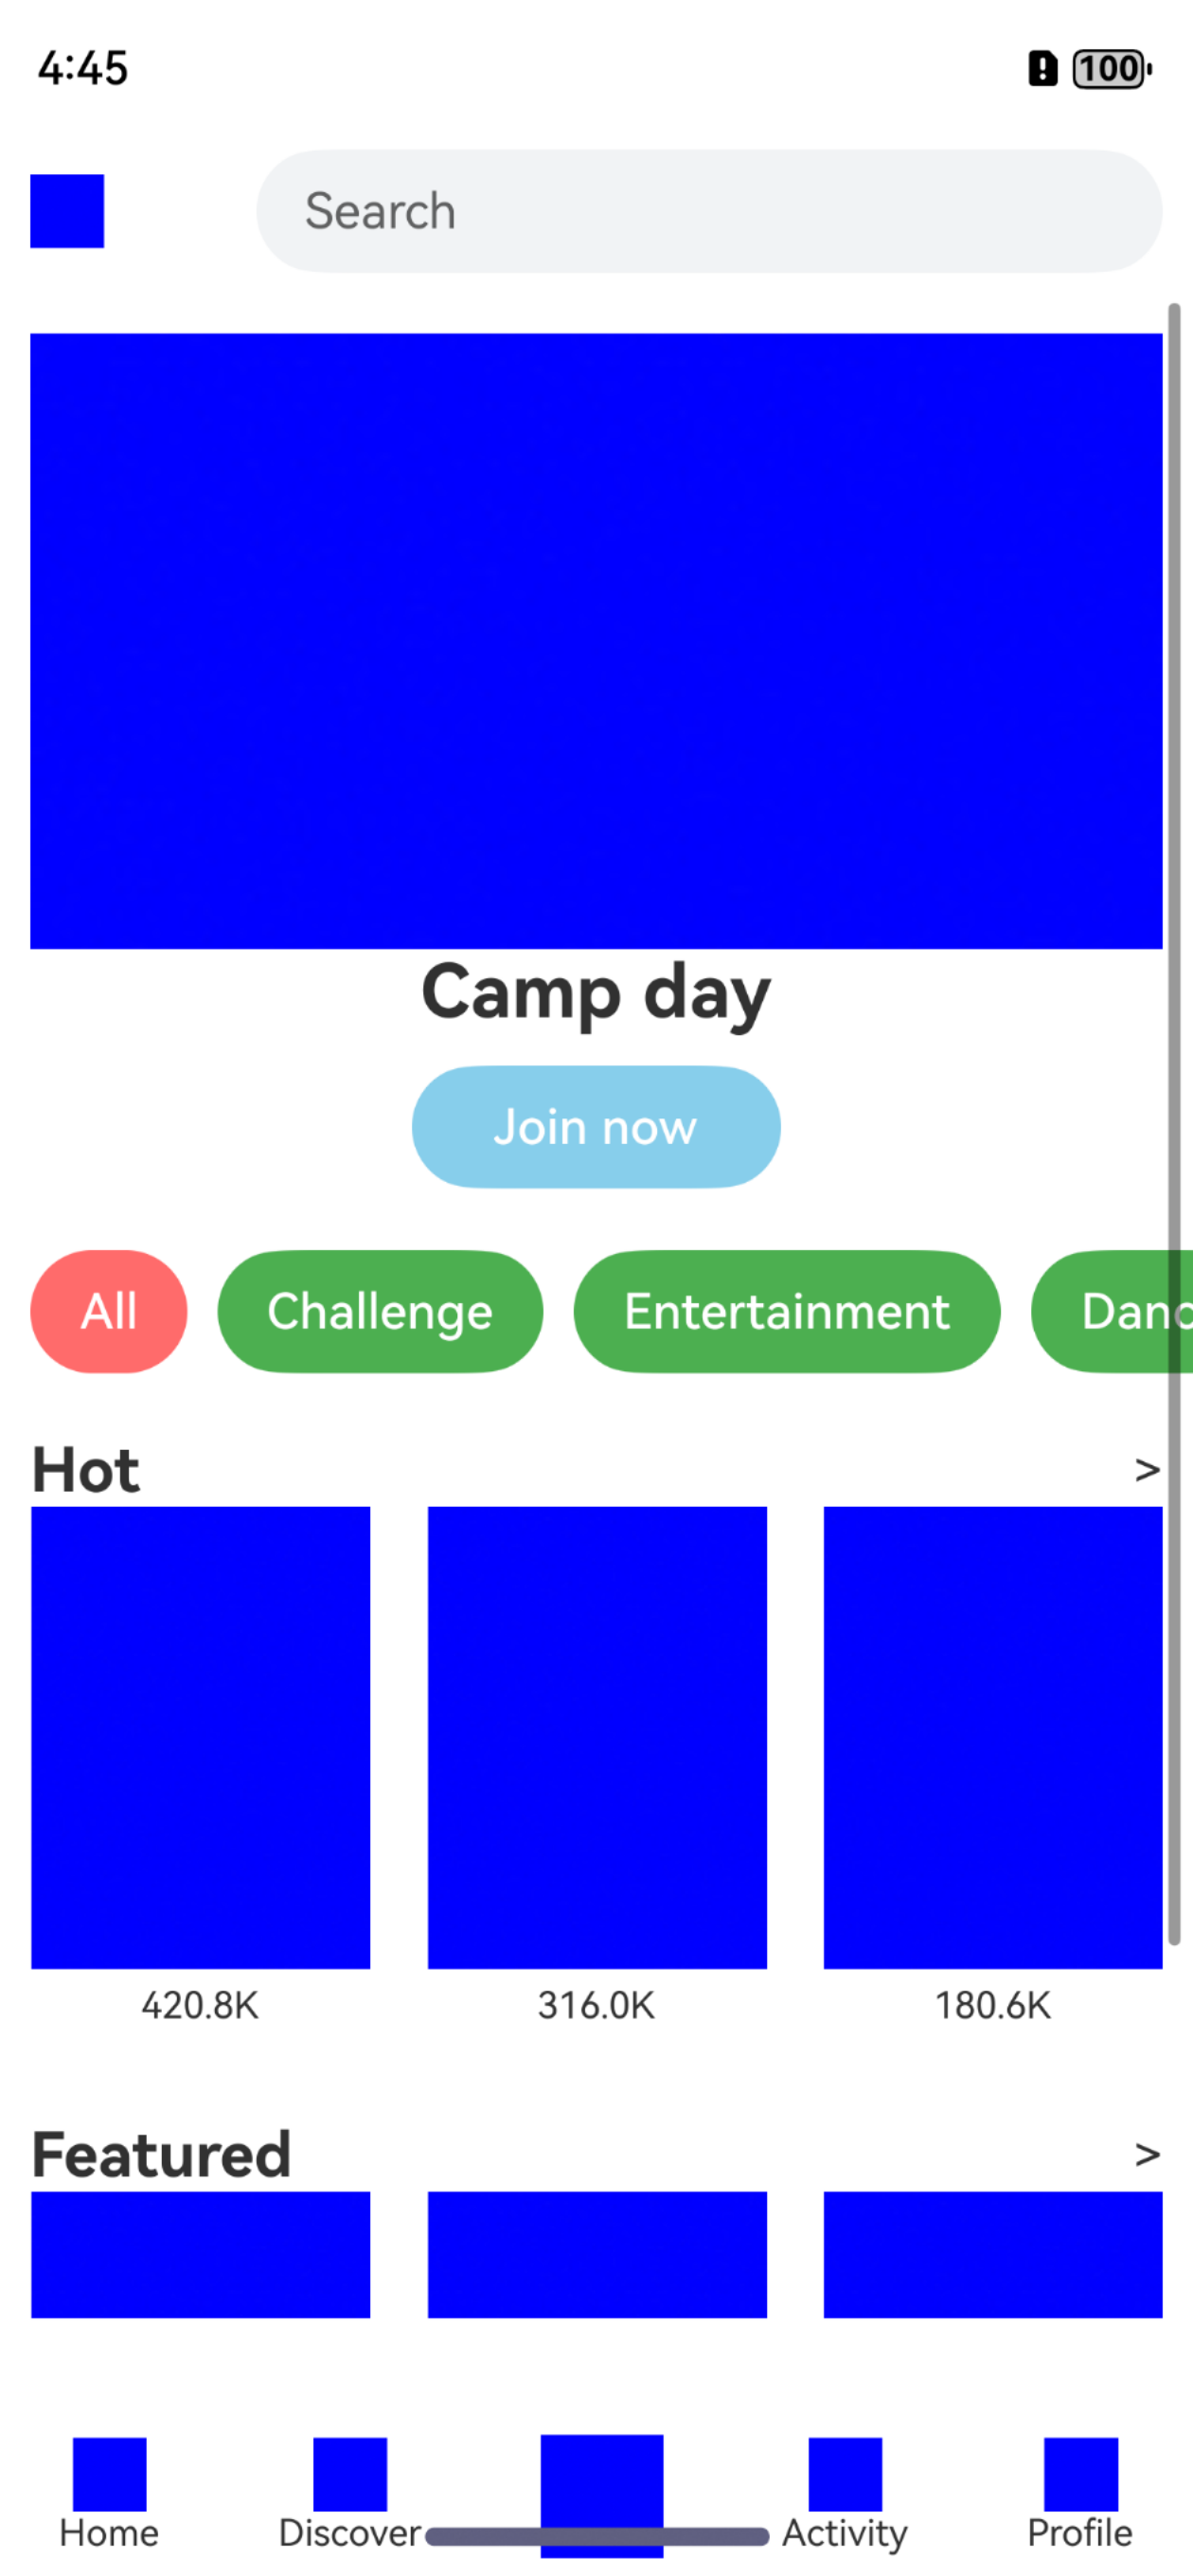 4:45
100
Search
Camp day
Join now
All Challenge Entertainment
Hot >
420.8K 316.0K 180.6K
Featured >
Home Discover Activity Profile